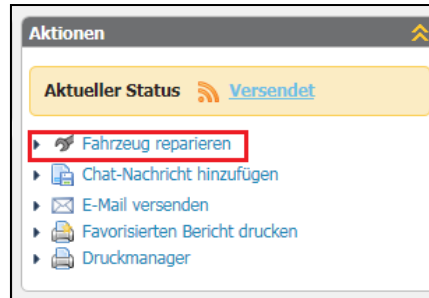 Aktionen
Aktueller Status Versendet
Fahrzeug reparieren
Chat-Nachricht hinzufügen
E-Mail versenden
Favorisierten Bericht drucken
Druckmanager